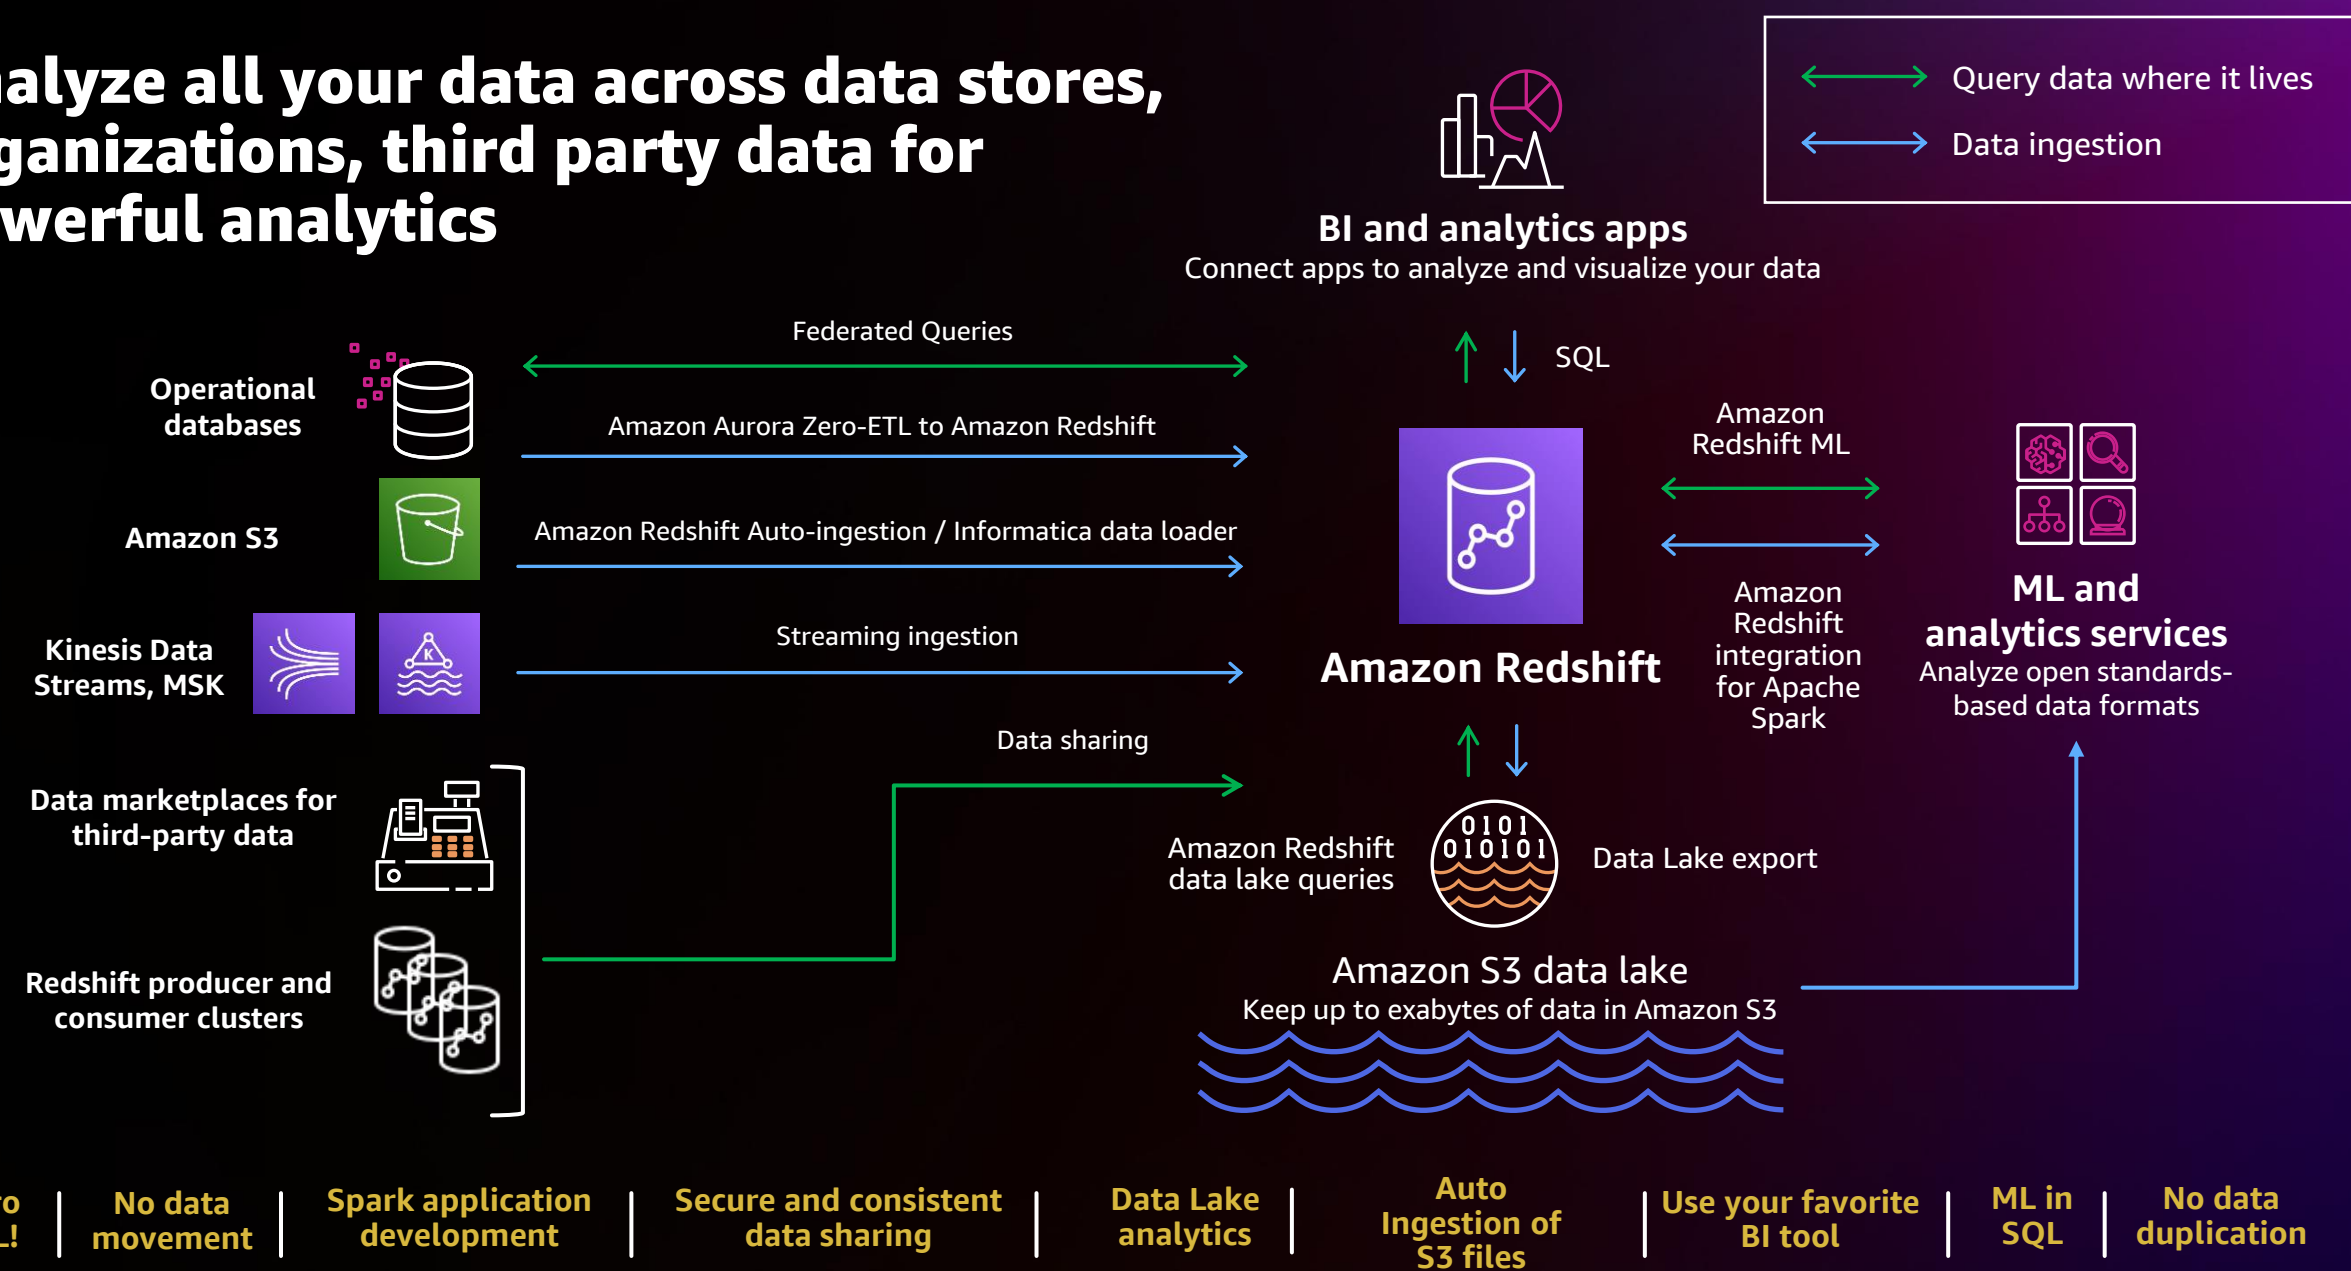 nalyze all your data across data stores,
ganizations, third party data for
werful analytics
Query data where it lives
Data ingestion
BI and analytics apps
Connect apps to analyze and visualize your data
SQL
Federated Queries
Operational
databases
Amazon Aurora Zero-ETL to Amazon Redshift
Amazon S3
Amazon Redshift Auto-ingestion / Informatica data loader
Kinesis Data
Streams, MSK
K
Streaming ingestion
Data sharing
Data marketplaces for
third-party data
Redshift producer and
consumer clusters
Amazon Redshift
Amazon
Redshift ML
Amazon
Redshift
integration
for Apache
Spark
ML and
analytics services
Analyze open standards-
based data formats
Amazon Redshift
data lake queries
0101
010101
Data Lake export
Amazon S3 data lake
Keep up to exabytes of data in Amazon S3
ro
L!
No data
movement
Spark application
development
Secure and consistent
data sharing
Data Lake
analytics
Auto
Ingestion of
S3 files
Use your favorite
BI tool
ML in
SQL
No data
duplication